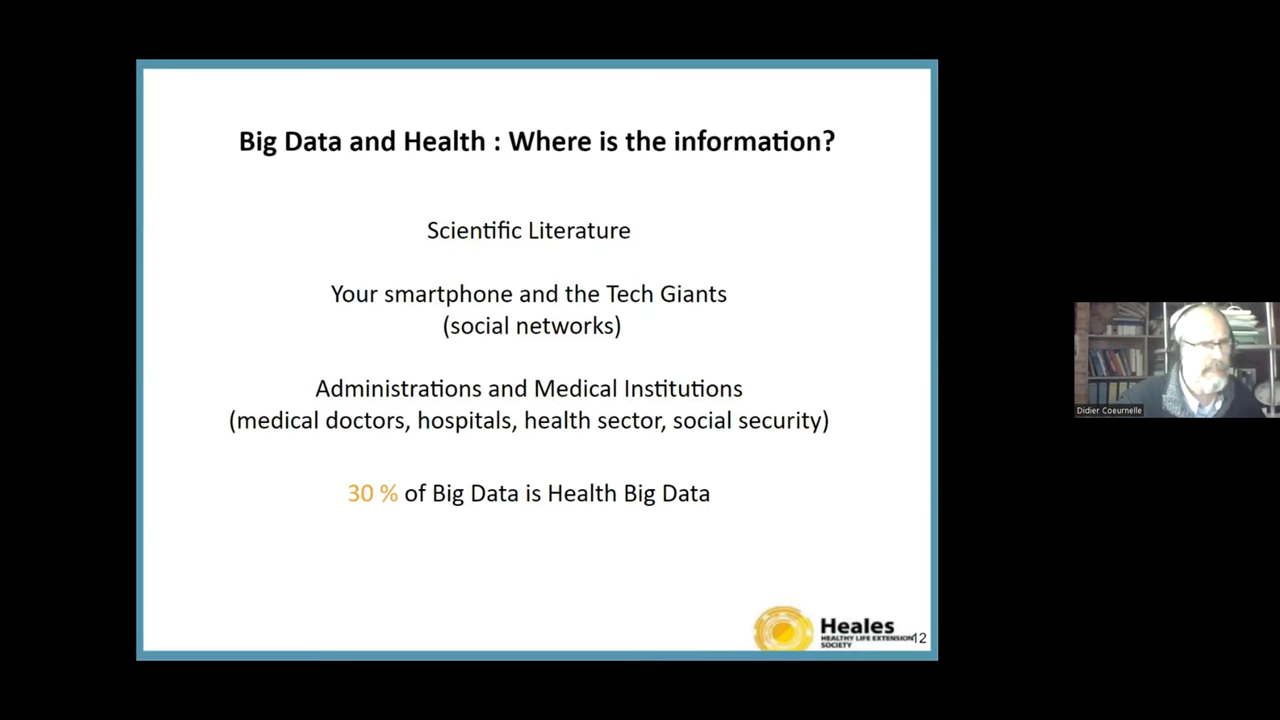 Big Data and Health : Where is the information?
Scientific Literature
Your smartphone and the Tech Giants
(social networks)
Administrations and Medical Institutions
(medical doctors, hospitals, health sector, social security)
30 % of Big Data is Health Big Data
Heales
HEALTHY LIFE EXTENSION
SOCIETY
12
Didier Coeurnelle